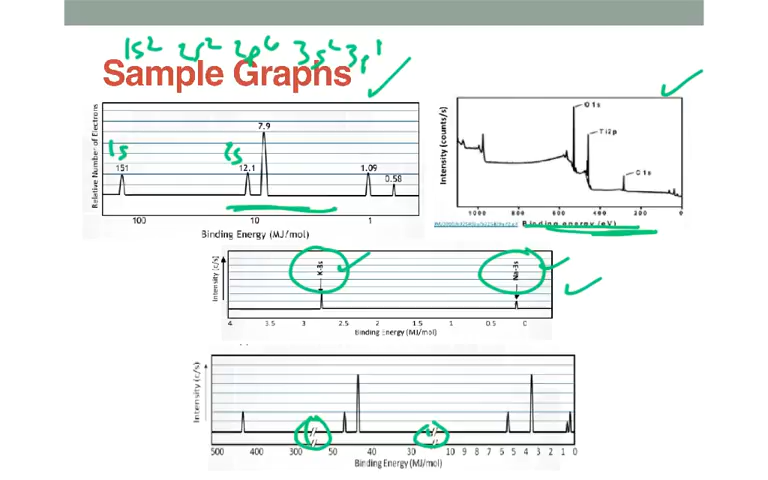 1s² 2s² 2p⁶ 3s² 3p¹
Sample Graphs
Relative Number of Electrons
1s
2s
7.9
151
12.1
1.09
0.58
100 10 1
Binding Energy (MJ/mol)
Intensity (counts/s)
O 1s
Ti 2p
C 1s
1000 800 600 400 200 0
Binding energy (eV)
Intensity (c/s)
K-3s
Na-3s
4 3.5 3 2.5 2 1.5 1 0.5 0
Binding Energy (MJ/mol)
Intensity (c/s)
500 400 300 50 40 30 10 9 8 7 6 5 4 3 2 1 0
Binding Energy (MJ/mol)